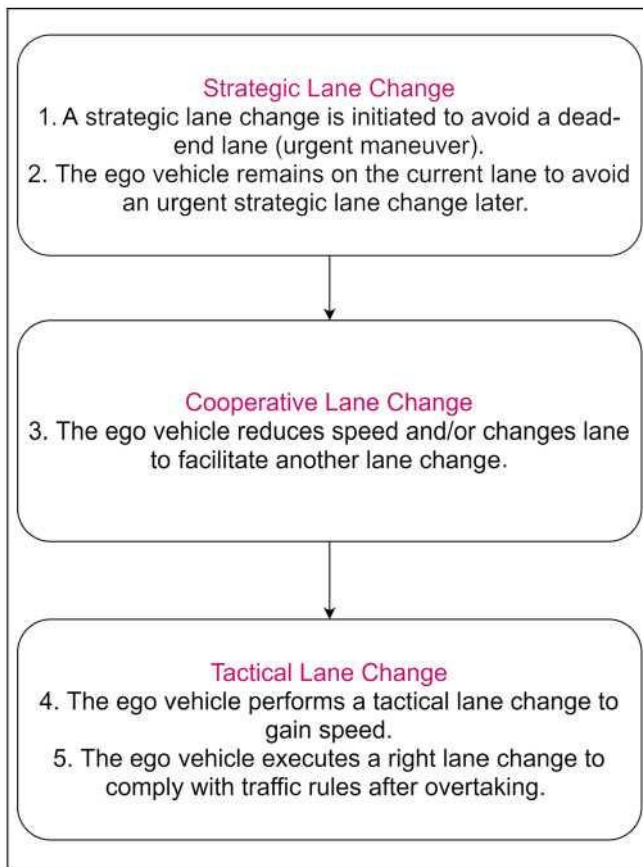 Strategic Lane Change
1. A strategic lane change is initiated to avoid a dead-
end lane (urgent maneuver).
2. The ego vehicle remains on the current lane to avoid
an urgent strategic lane change later.
Cooperative Lane Change
3. The ego vehicle reduces speed and/or changes lane
to facilitate another lane change.
Tactical Lane Change
4. The ego vehicle performs a tactical lane change to
gain speed.
5. The ego vehicle executes a right lane change to
comply with traffic rules after overtaking.